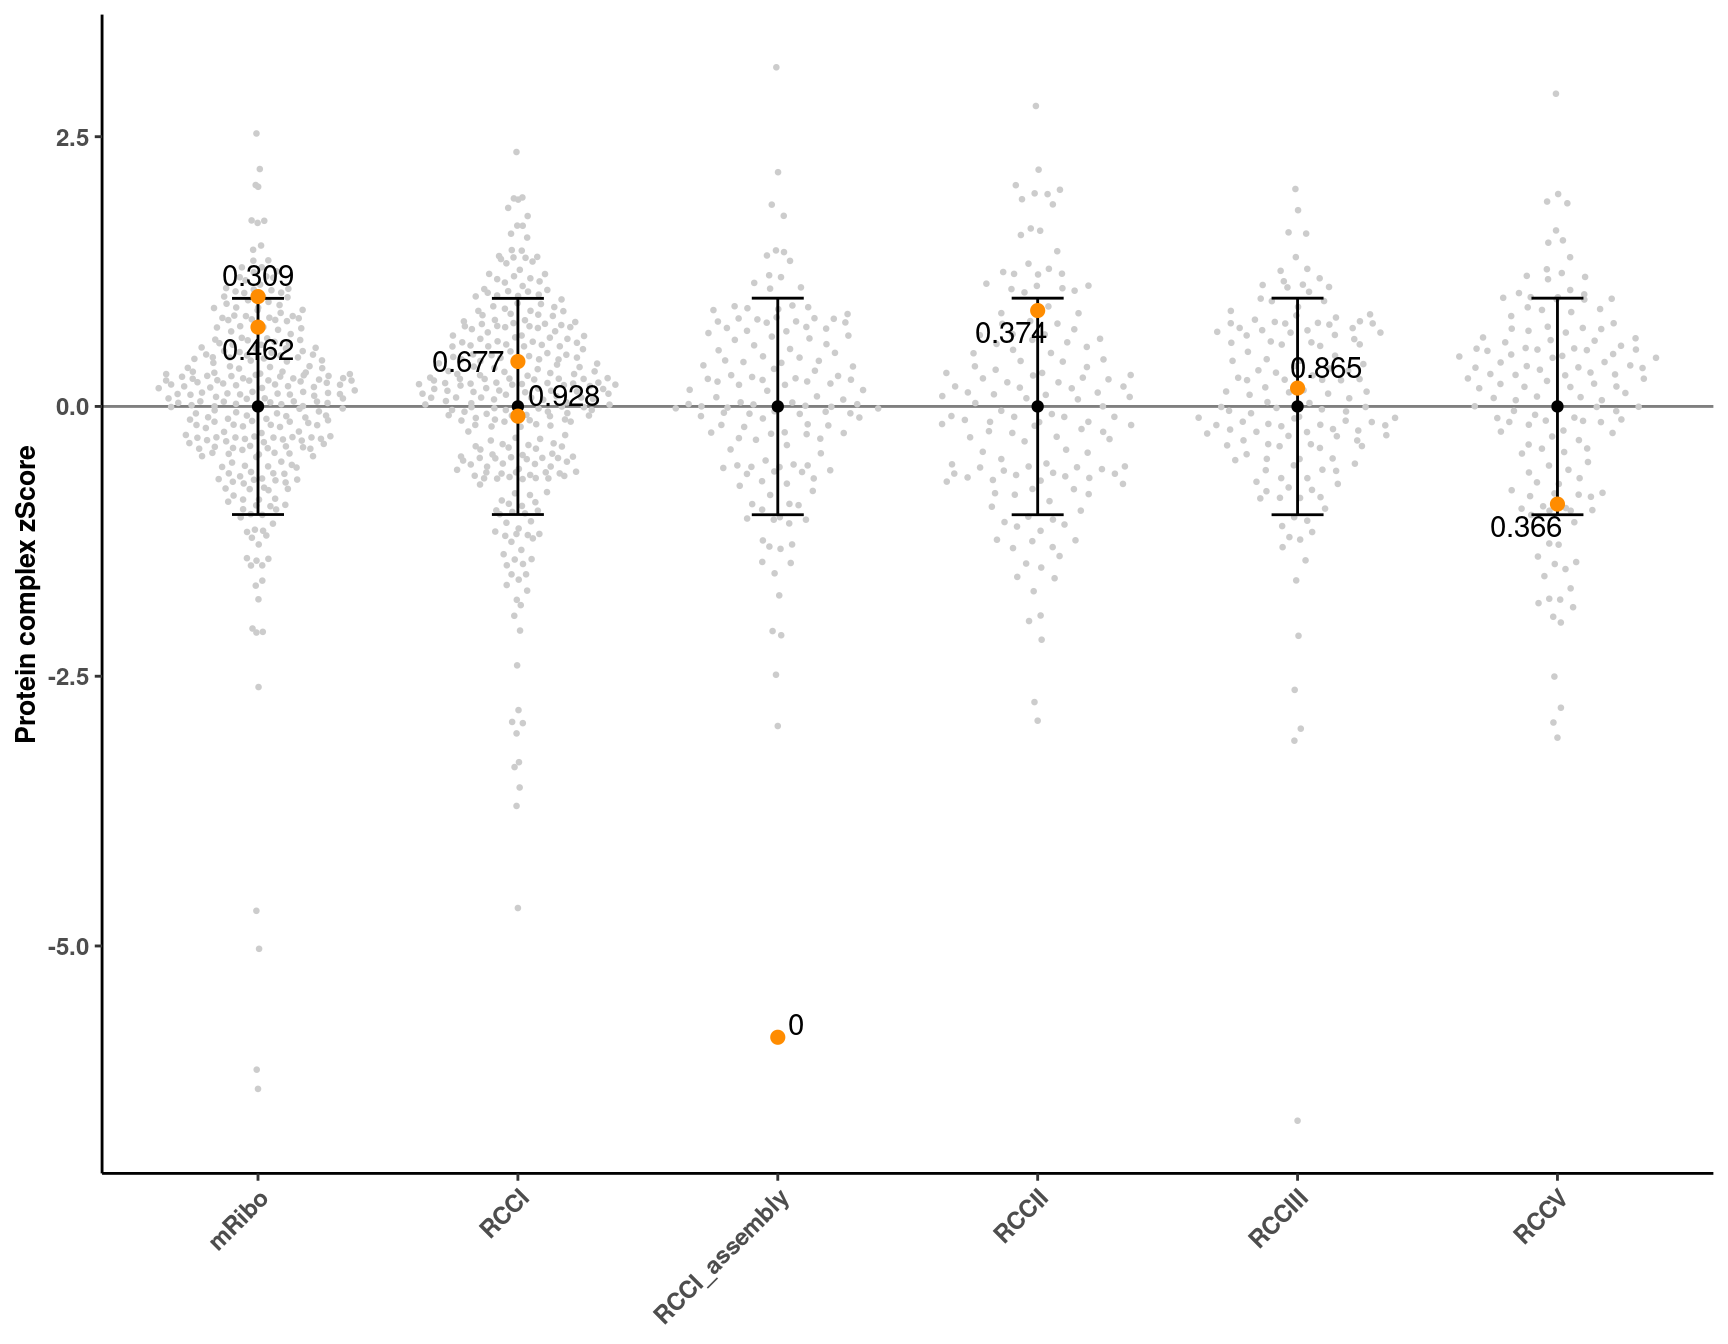 Protein complex zScore
2.5
0.0
-2.5
-5.0
0.309
0.462
0.677
0.928
0
0.374
0.865
0.366
mRibo
RCCI
RCCI_assembly
RCCII
RCCIII
RCCV